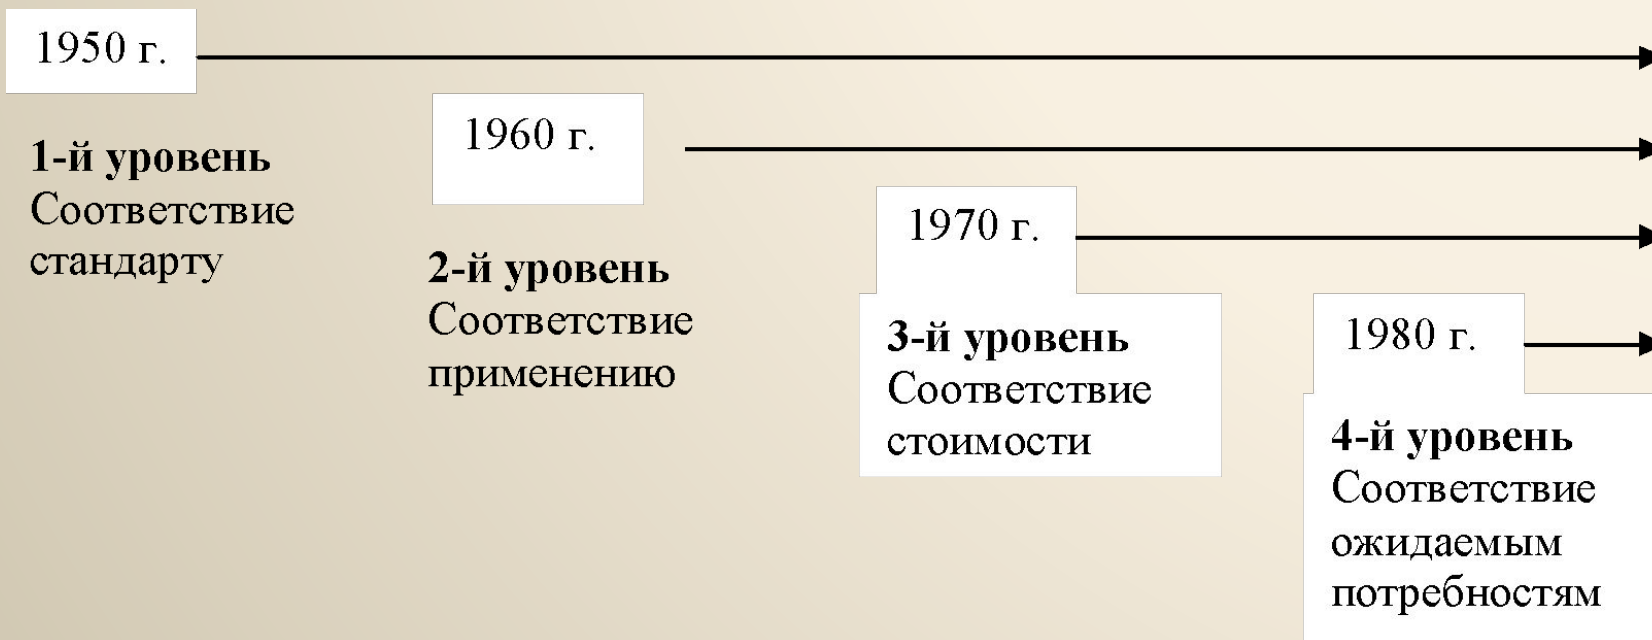 1950 г.
1-й уровень
Соответствие
стандарту
1960 г.
2-й уровень
Соответствие
применению
1970 г.
3-й уровень
Соответствие
стоимости
1980 г.
4-й уровень
Соответствие
ожидаемым
потребностям